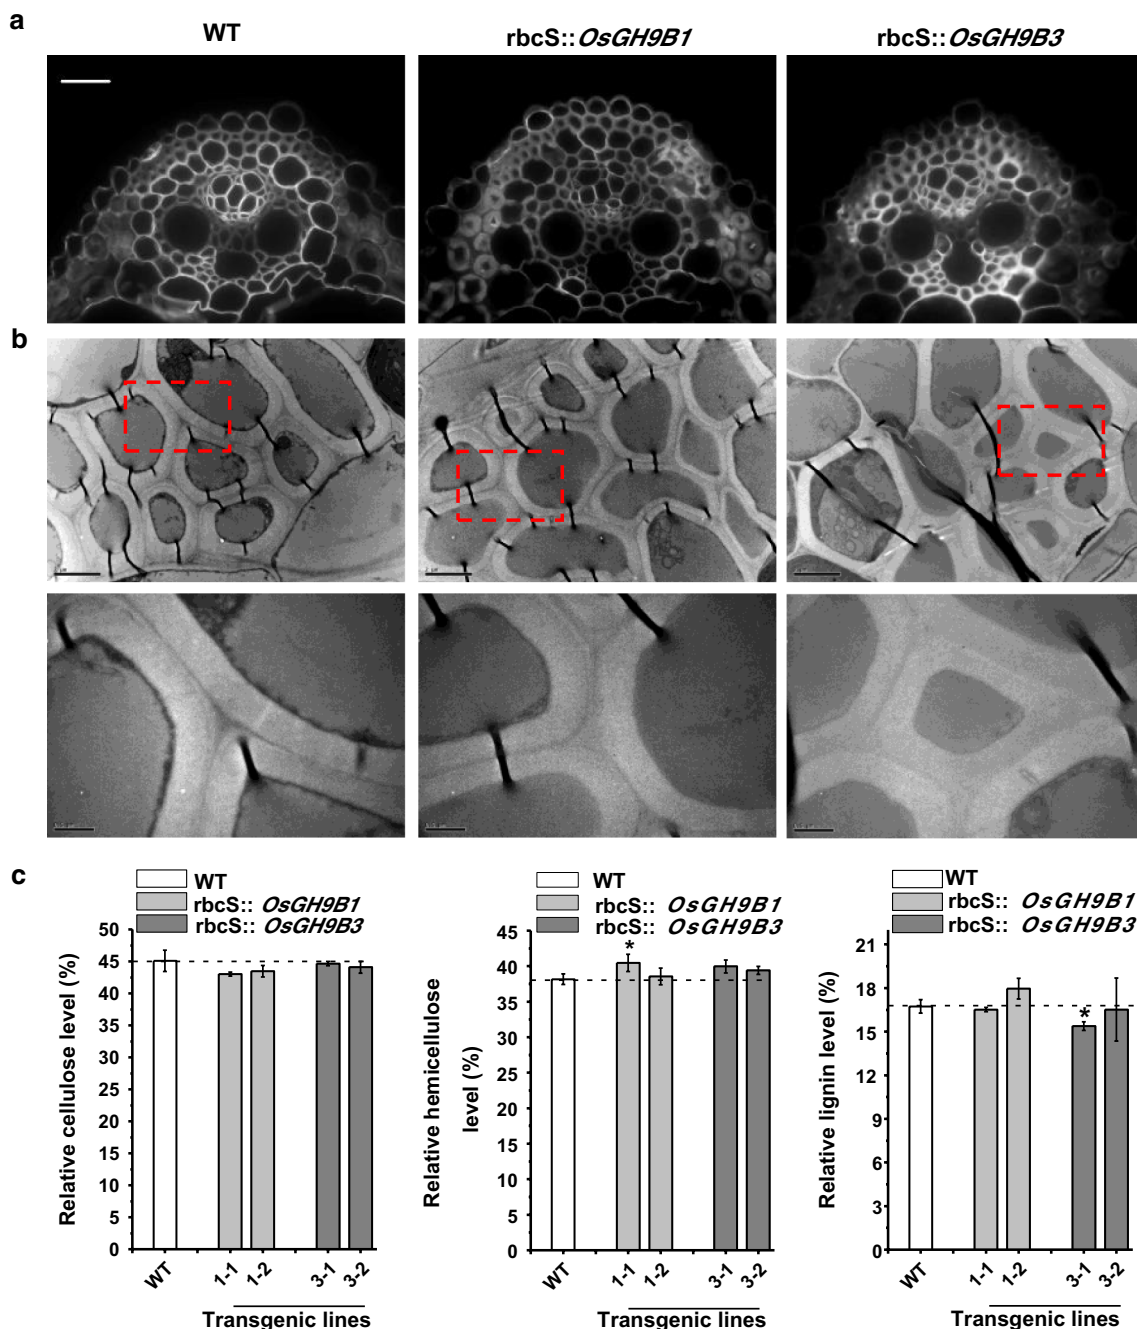 a
WT
rbcS::OsGH9B1
rbcS::OsGH9B3
b
c
WT
rbcS:: OsGH9B1
rbcS:: OsGH9B3
Relative cellulose level (%)
50
45
40
35
30
25
20
15
10
5
0
WT
1-1
1-2
3-1
3-2
Transgenic lines
WT
rbcS:: OsGH9B1
rbcS:: OsGH9B3
Relative hemicellulose
level (%)
45
40
35
30
25
20
15
10
5
0
*
WT
1-1
1-2
3-1
3-2
Transgenic lines
WT
rbcS:: OsGH9B1
rbcS:: OsGH9B3
Relative lignin level (%)
21
18
15
12
9
6
3
0
*
WT
1-1
1-2
3-1
3-2
Transgenic lines